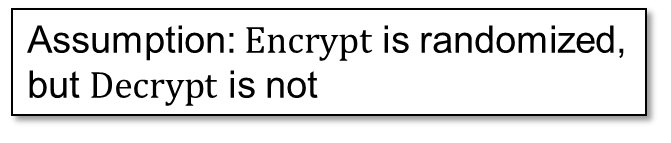 Assumption: Encrypt is randomized,
but Decrypt is not